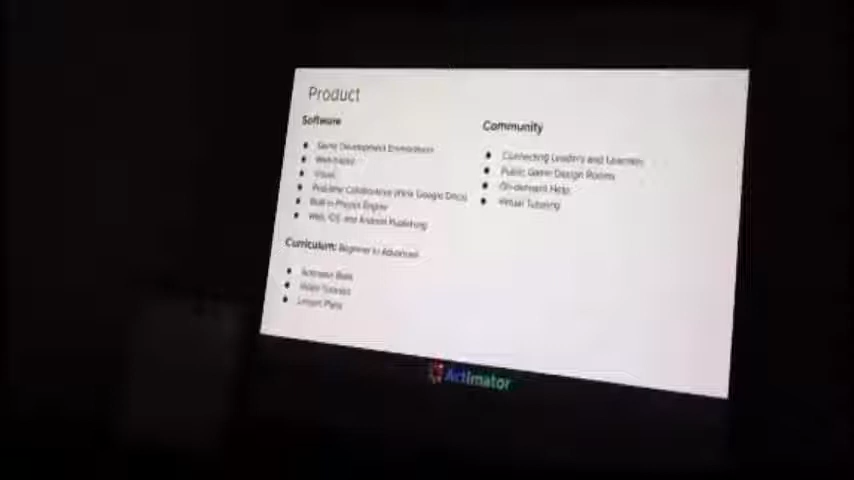 Product
Software
Game Development Environment
Web-based
Visual
Real-time Collaborative (think Google Docs)
Built-in Physics Engine
Web, iOS, and Android Publishing
Curriculum: Beginner to Advanced
Video Tutorials
Lesson Plans
Community
Connecting Leaders and Learners
Public Game Design Rooms
On-demand Help
Virtual Tutoring
Actimator